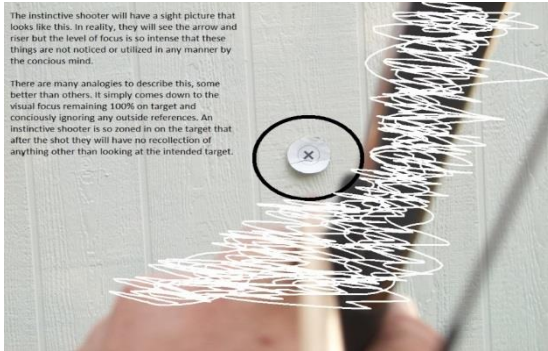 The instinctive shooter will have a sight picture that
looks like this. In reality, they will see the arrow and
riser but the level of focus is so intense that these
things are not noticed or utilized in any manner by
the concious mind.
There are many analogies to describe this, some
better than others. It simply comes down to the
visual focus remaining 100% on target and
conciously ignoring any outside references. An
instinctive shooter is so zoned in on the target that
after the shot they will have no recollection of
anything other than looking at the intended target.